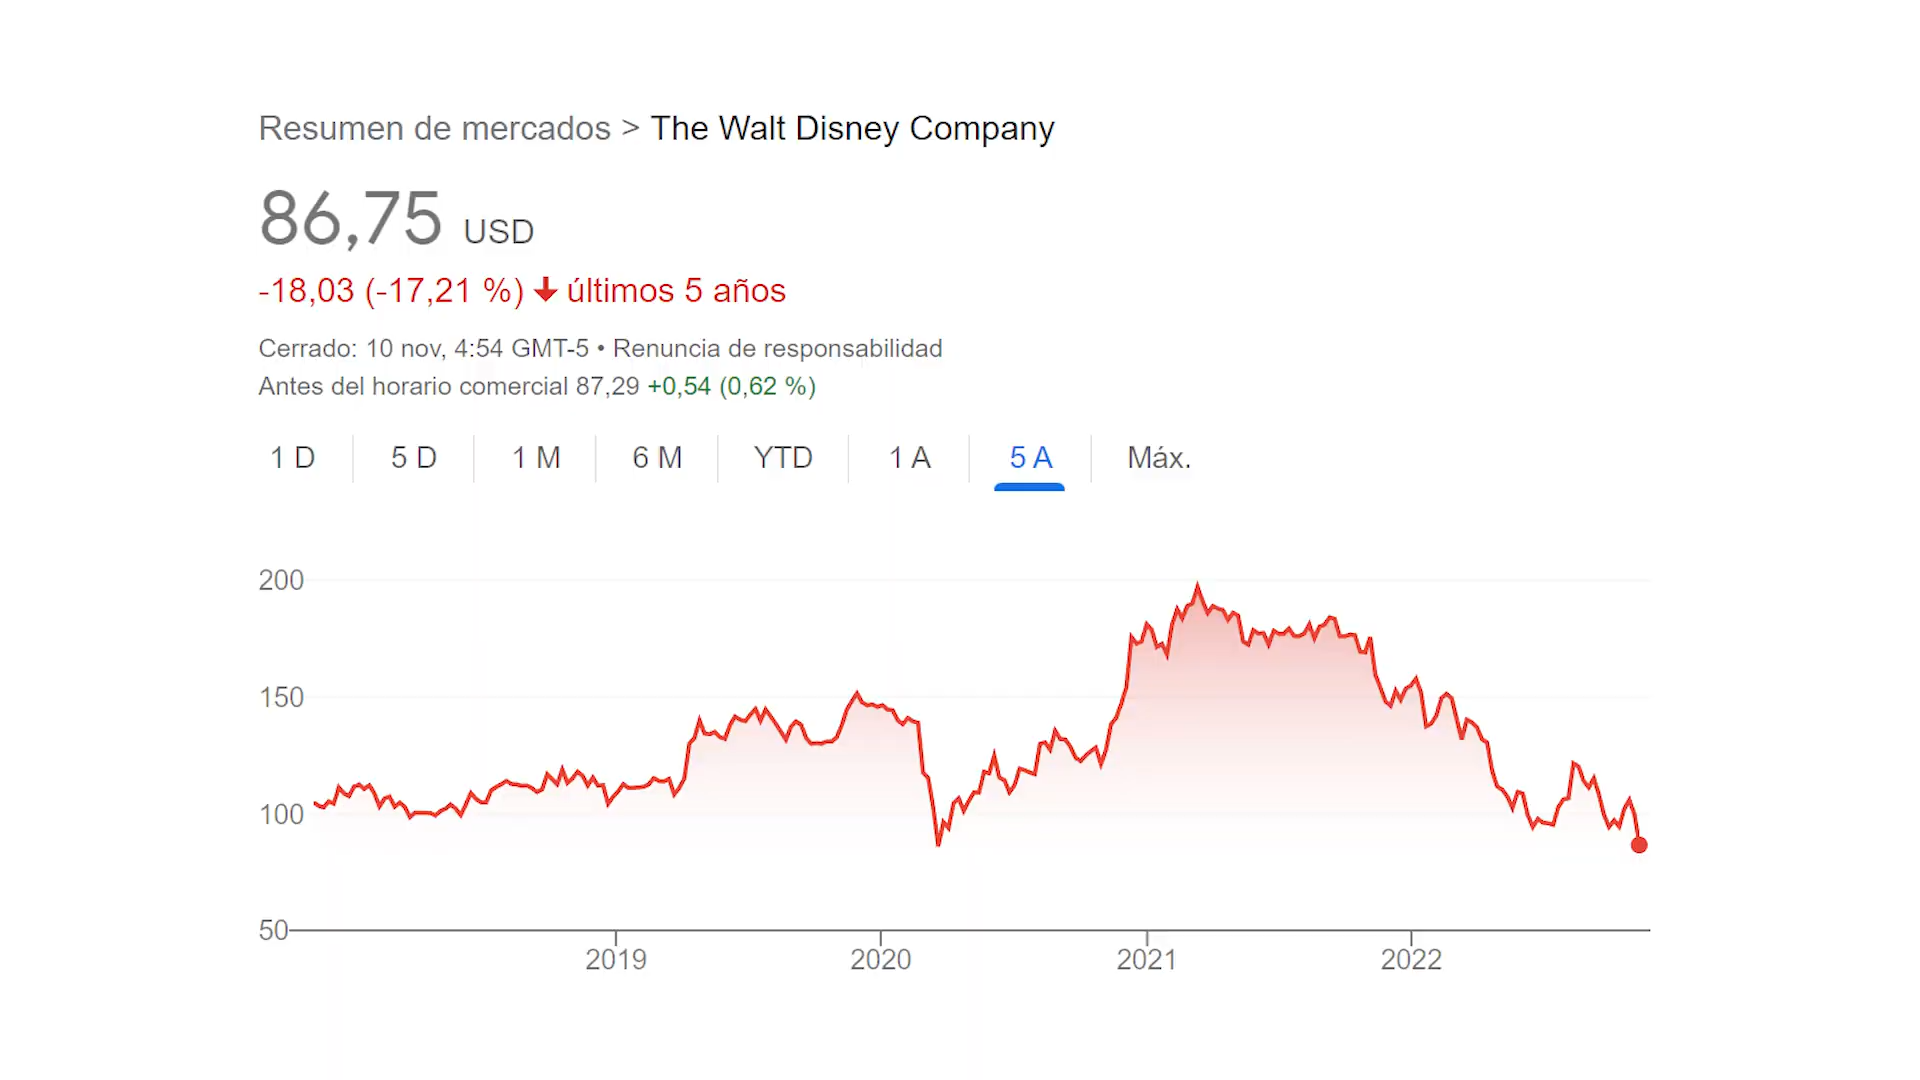 Resumen de mercados > The Walt Disney Company
86,75 USD
-18,03 (-17,21 %) ↓ últimos 5 años
Cerrado: 10 nov, 4:54 GMT-5 • Renuncia de responsabilidad
Antes del horario comercial 87,29 +0,54 (0,62 %)
1 D 5 D 1 M 6 M YTD 1 A 5 A Máx.
200
150
100
50
2019 2020 2021 2022